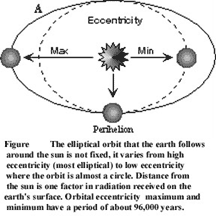 A
Eccentricity
Max
Min
Perihelion
Figure The elliptical orbit that the earth follows
around the sun is not fixed, it varies from high
eccentricity (most elliptical) to low eccentricity
where the orbit is almost a circle. Distance from
the sun is one factor in radiation received on the
earth's surface. Orbital eccentricity maximum and
minimum have a period of about 96,000 years.